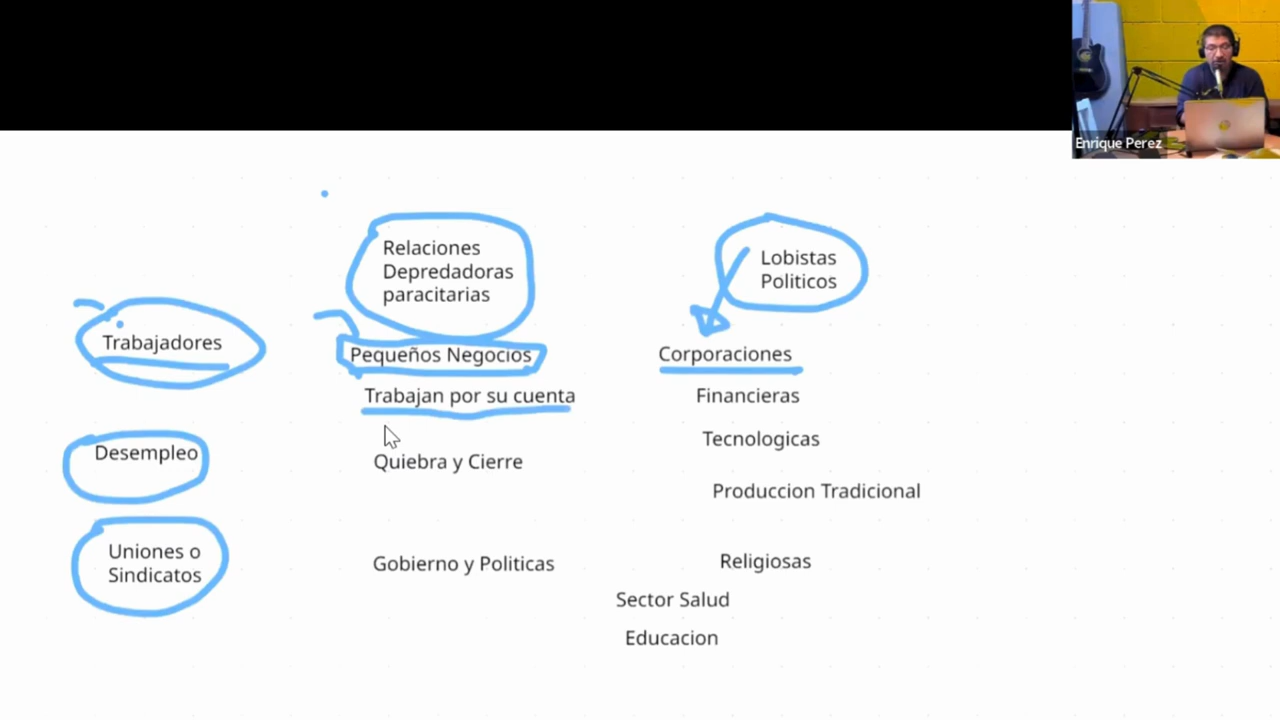 Enrique Perez
Relaciones
Depredadoras
paracitarias
Lobistas
Politicos
Trabajadores
Pequeños Negocios
Corporaciones
Trabajan por su cuenta
Financieras
Tecnologicas
Desempleo
Quiebra y Cierre
Produccion Tradicional
Uniones o
Sindicatos
Gobierno y Politicas
Religiosas
Sector Salud
Educacion